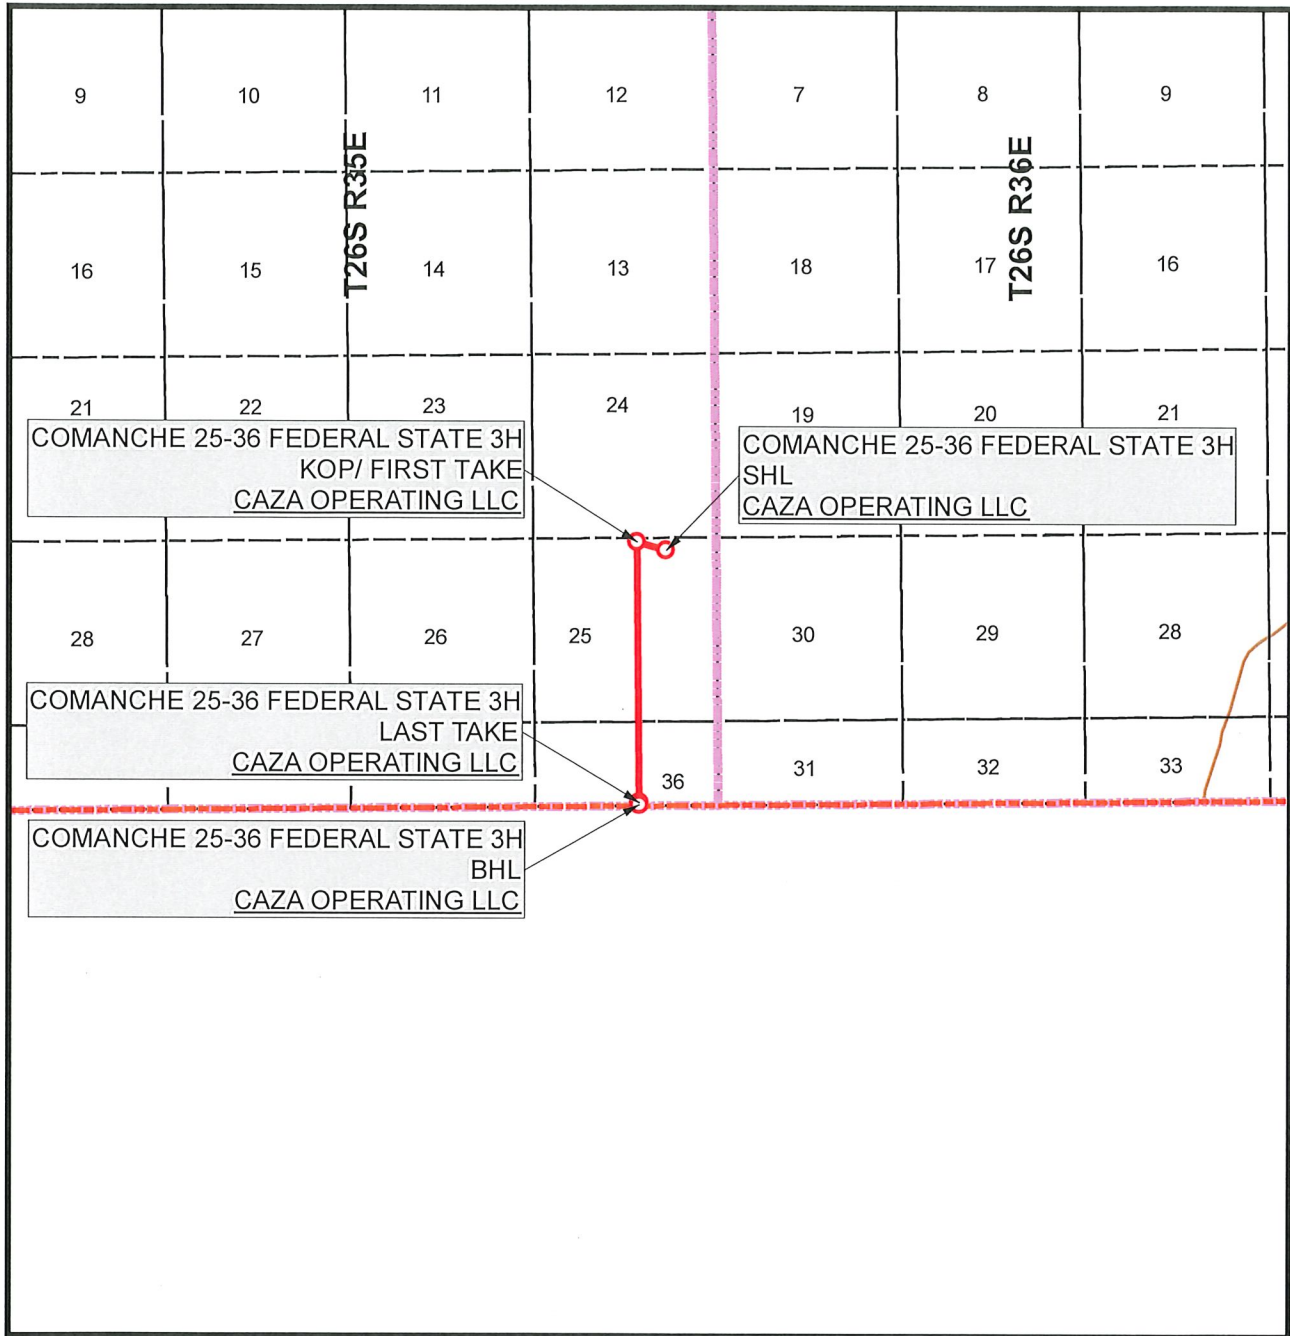 9 10 11 12 7 8 9
T26S R35E
T26S R36E
16 15 14 13 18 17 16
21 22 23 24 19 20 21
COMANCHE 25-36 FEDERAL STATE 3H
KOP/ FIRST TAKE
CAZA OPERATING LLC
COMANCHE 25-36 FEDERAL STATE 3H
SHL
CAZA OPERATING LLC
28 27 26 25 30 29 28
COMANCHE 25-36 FEDERAL STATE 3H
LAST TAKE
CAZA OPERATING LLC
36 31 32 33
COMANCHE 25-36 FEDERAL STATE 3H
BHL
CAZA OPERATING LLC